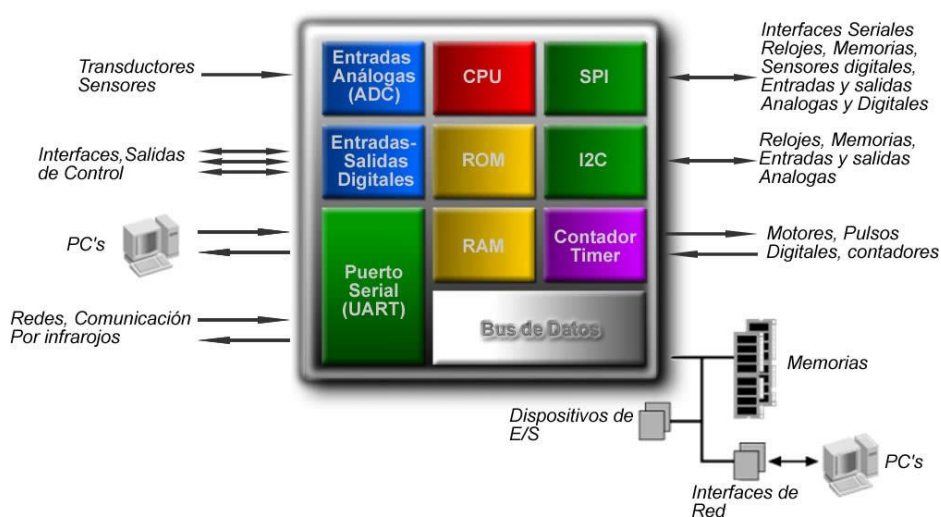 Transductores
Sensores
Interfaces,Salidas
de Control
PC's
Redes, Comunicación
Por infrarojos
Entradas
Análogas
(ADC)
CPU
SPI
Entradas-
Salidas
Digitales
ROM
I2C
Puerto
Serial
(UART)
RAM
Contador
Timer
Bus de Datos
Interfaces Seriales
Relojes, Memorias,
Sensores digitales,
Entradas y salidas
Analogas y Digitales
Relojes, Memorias,
Entradas y salidas
Analogas
Motores, Pulsos
Digitales, contadores
Memorias
Dispositivos de
E/S
Interfaces de
Red
PC's